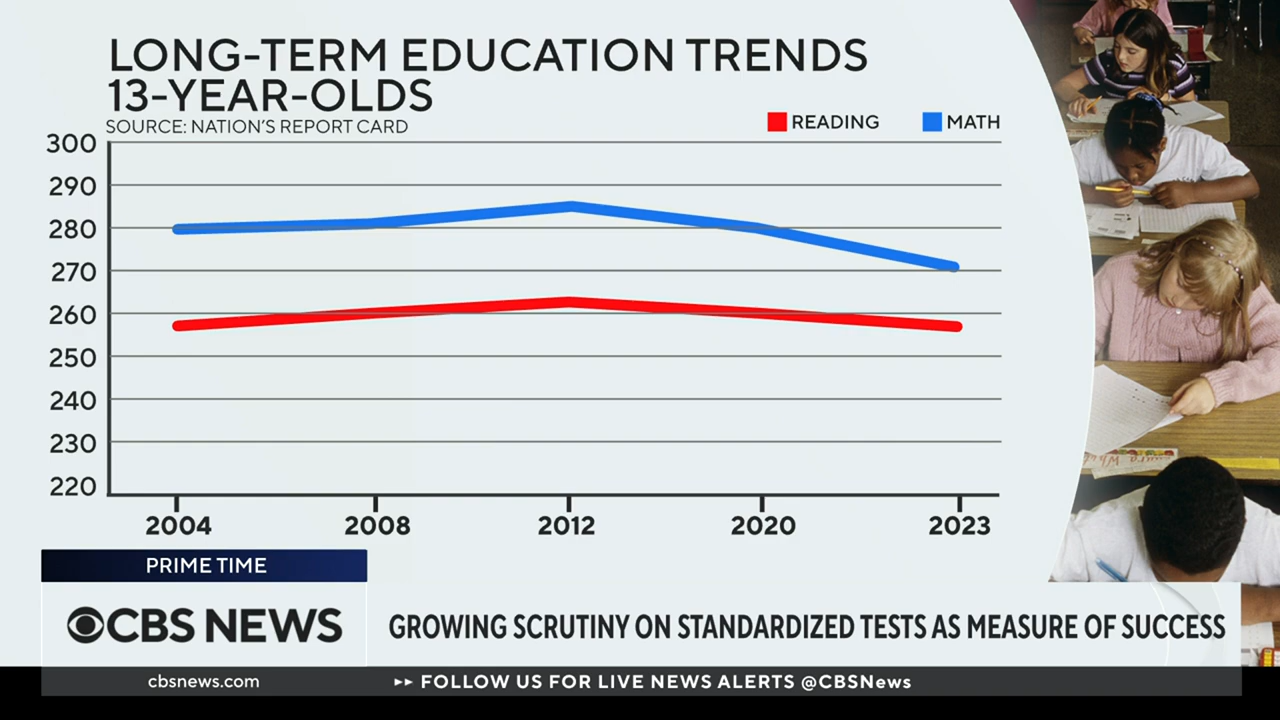 LONG-TERM EDUCATION TRENDS
13-YEAR-OLDS
SOURCE: NATION'S REPORT CARD
READING
MATH
300
290
280
270
260
250
240
230
220
2004 2008 2012 2020 2023
PRIME TIME
CBS NEWS
GROWING SCRUTINY ON STANDARDIZED TESTS AS MEASURE OF SUCCESS
cbsnews.com
FOLLOW US FOR LIVE NEWS ALERTS @CBSNews